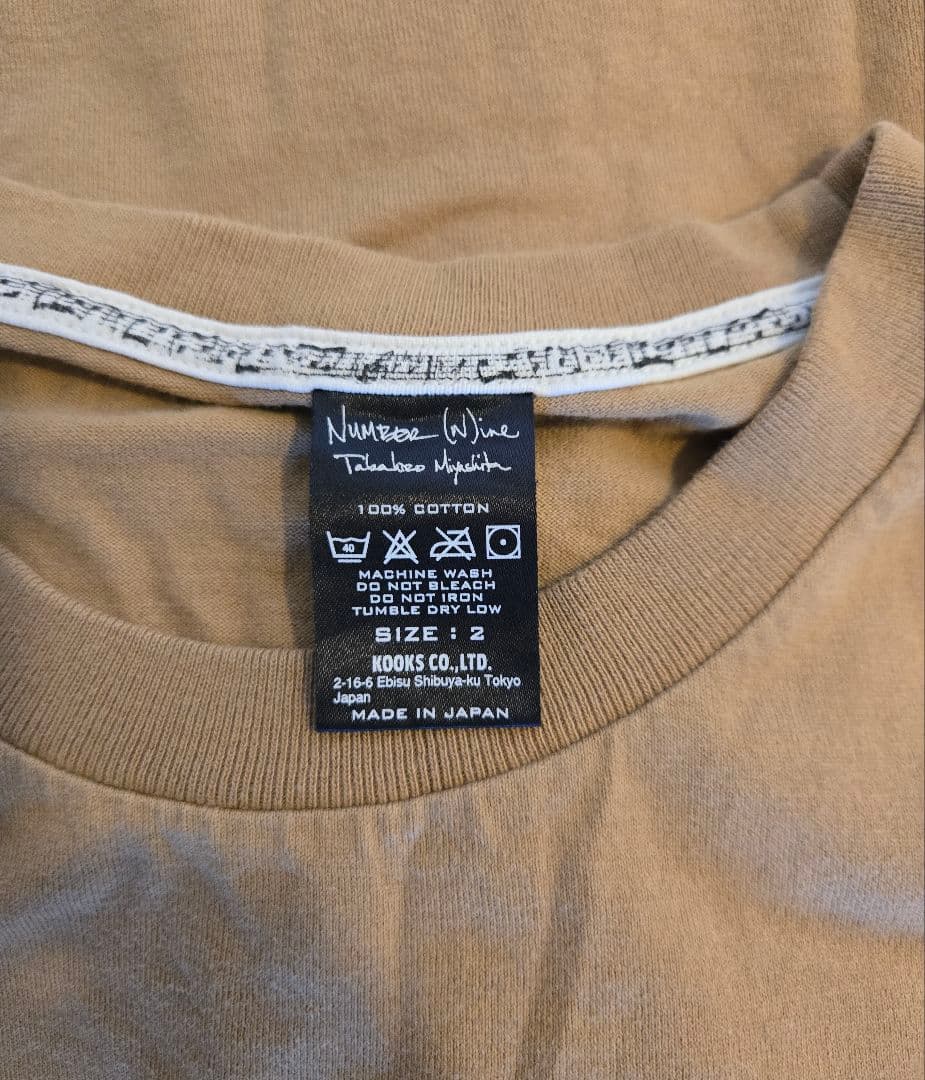 NUMBER (N)ine
Takahiro Miyashita
100% COTTON
40
MACHINE WASH
DO NOT BLEACH
DO NOT IRON
TUMBLE DRY LOW
SIZE : 2
KOOKS CO.,LTD.
2-16-6 Ebisu Shibuya-ku Tokyo
Japan
MADE IN JAPAN